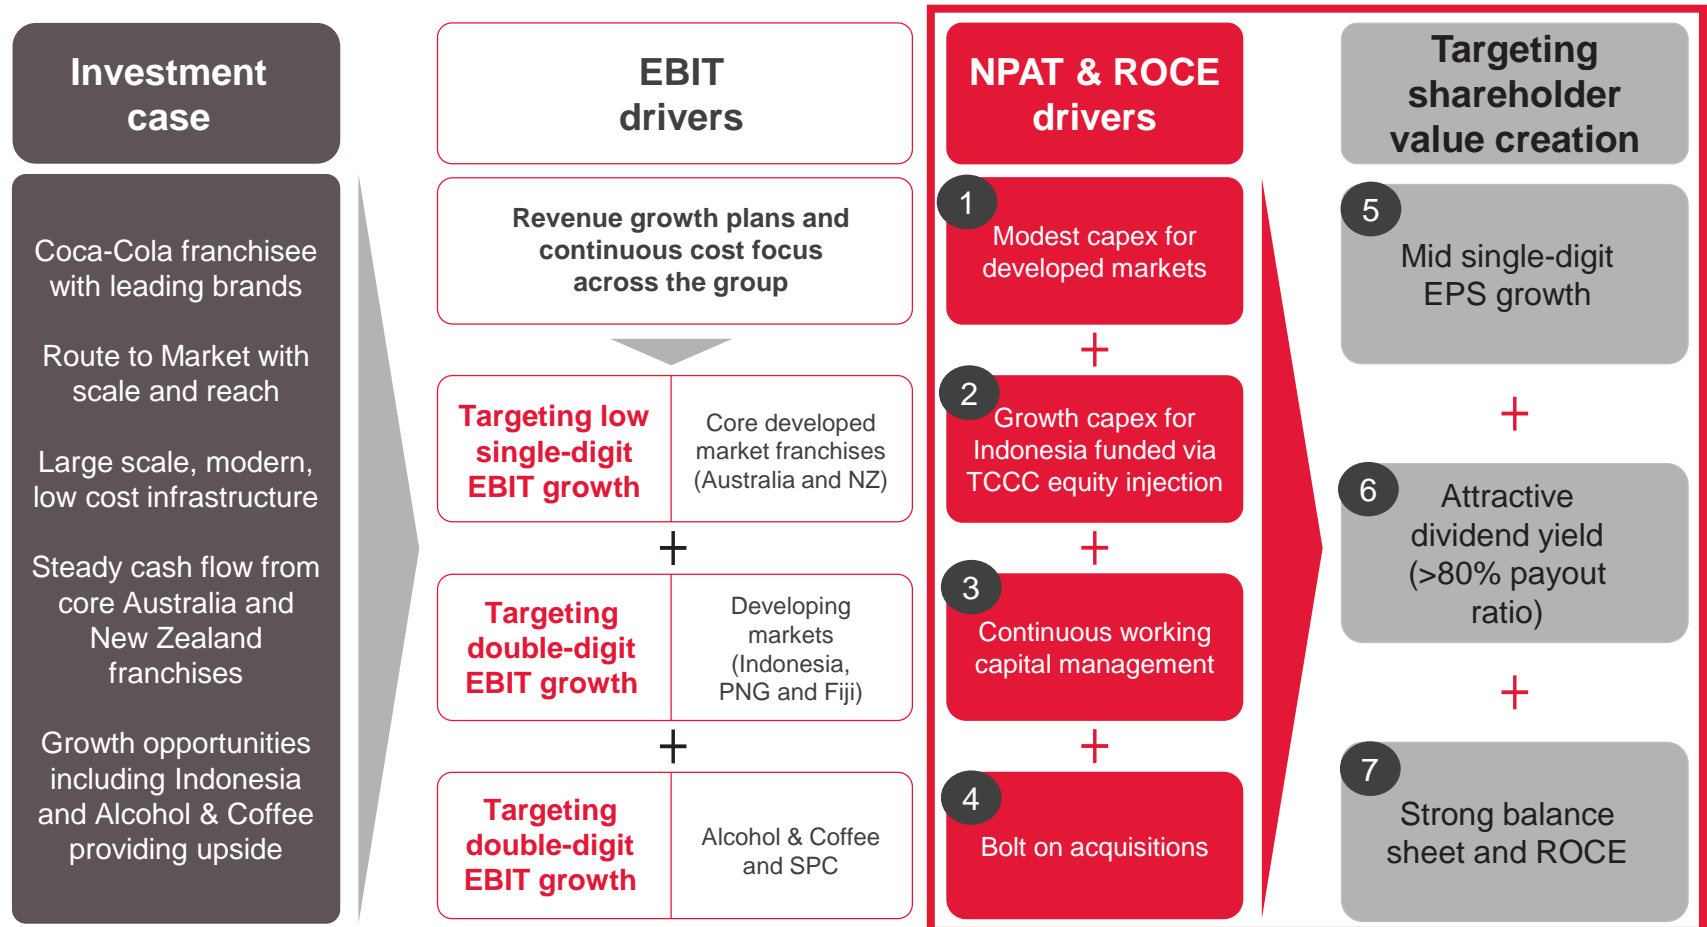 Investment
case
Coca-Cola franchisee
with leading brands
Route to Market with
scale and reach
Large scale, modern,
low cost infrastructure
Steady cash flow from
core Australia and
New Zealand
franchises
Growth opportunities
including Indonesia
and Alcohol & Coffee
providing upside
EBIT
drivers
Revenue growth plans and
continuous cost focus
across the group
Targeting low
single-digit
EBIT growth
Core developed
market franchises
(Australia and NZ)
+
Targeting
double-digit
EBIT growth
Developing
markets
(Indonesia,
PNG and Fiji)
+
Targeting
double-digit
EBIT growth
Alcohol & Coffee
and SPC
NPAT & ROCE
drivers
1
Modest capex for
developed markets
+
2
Growth capex for
Indonesia funded via
TCCC equity injection
+
3
Continuous working
capital management
+
4
Bolt on acquisitions
Targeting
shareholder
value creation
5
Mid single-digit
EPS growth
+
6
Attractive
dividend yield
(>80% payout
ratio)
+
7
Strong balance
sheet and ROCE